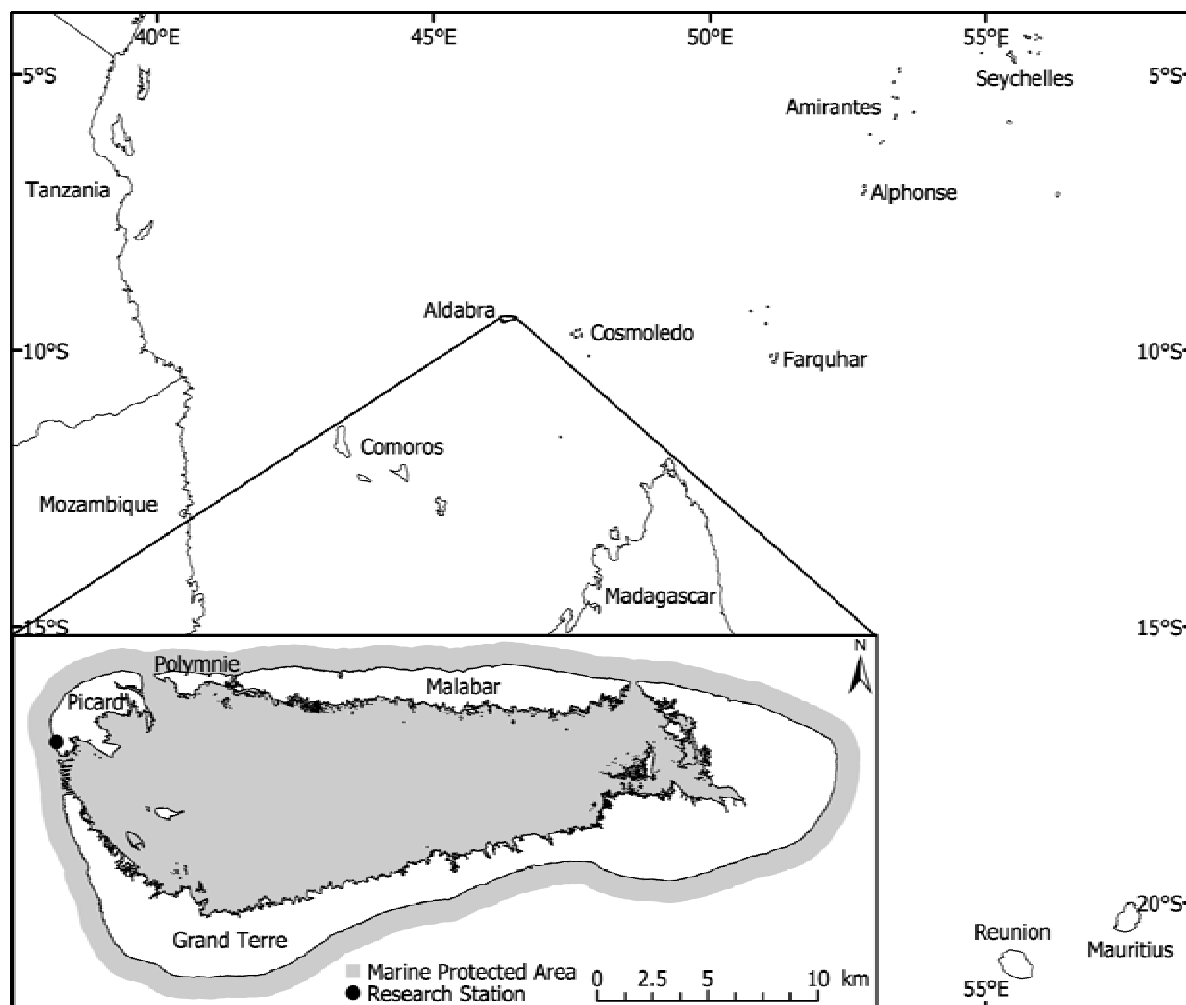 40°E
45°E
50°E
55°E
5°S
Seychelles
5°S
Amirantes
Tanzania
Alphonse
Aldabra
Cosmoledo
10°S
10°S
Farquhar
Comoros
Mozambique
Madagascar
15°S
15°S
N
Polymnie
Malabar
Picard
20°S
Reunion
Mauritius
Grand Terre
Marine Protected Area
0 2.5 5 10 km
55°E
Research Station